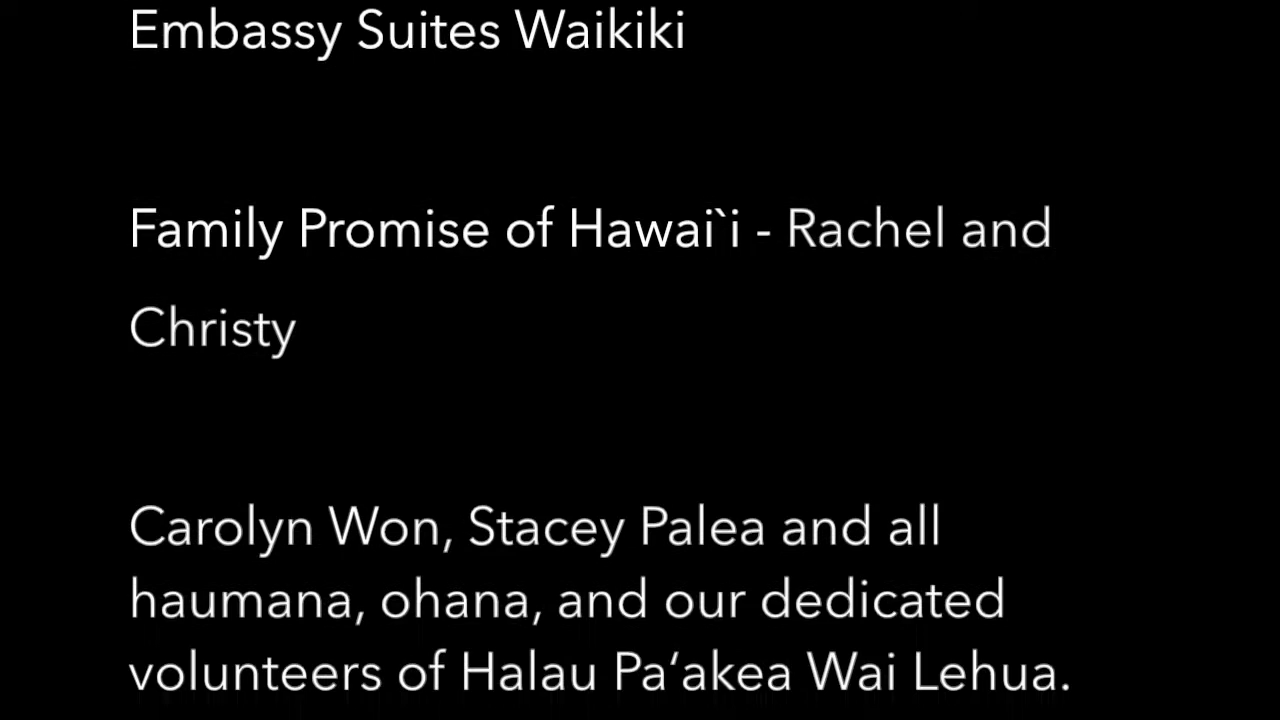 Embassy Suites Waikiki
Family Promise of Hawai`i - Rachel and
Christy
Carolyn Won, Stacey Palea and all
haumana, ohana, and our dedicated
volunteers of Halau Pa‘akea Wai Lehua.